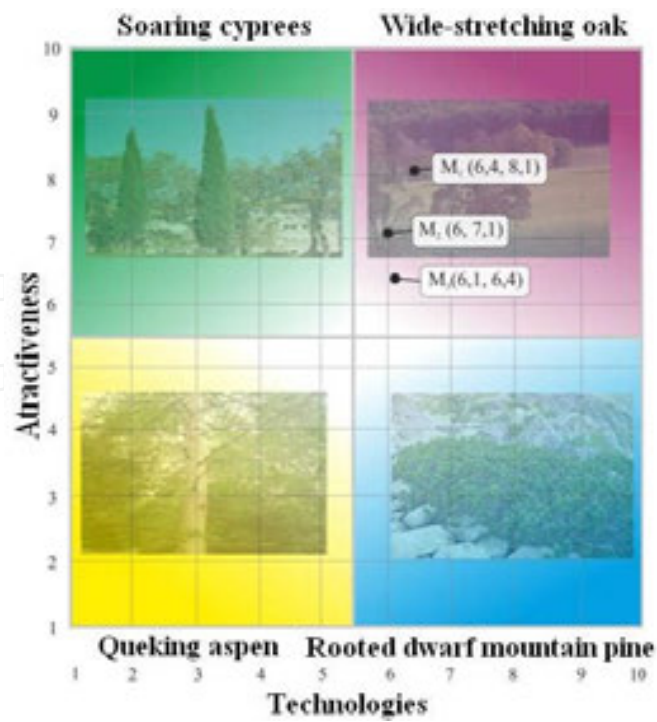 Soaring cyprees
Wide-stretching oak
10
9
8
7
6
5
4
3
2
1
Atractiveness
(6,4, 8,1)
(6, 7,1)
(6,1, 6,4)
Queking aspen
Rooted dwarf mountain pine
1 2 3 4 5 6 7 8 9 10
Technologies